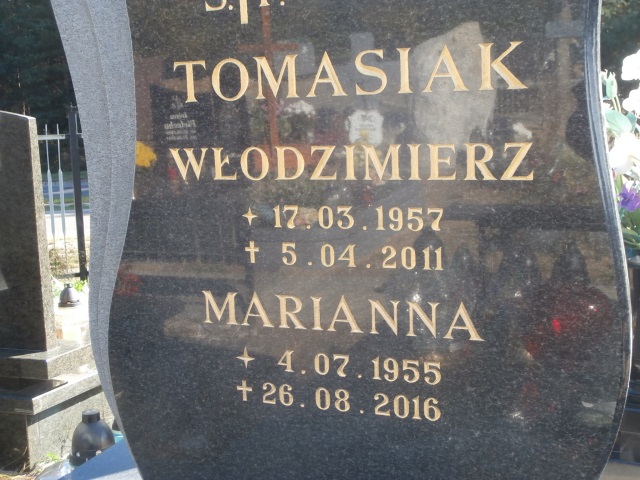 Ś.†P.
TOMASIAK
WŁODZIMIERZ
✦ 17.03.1957
† 5.04.2011
MARIANNA
✦ 4.07.1955
† 26.08.2016